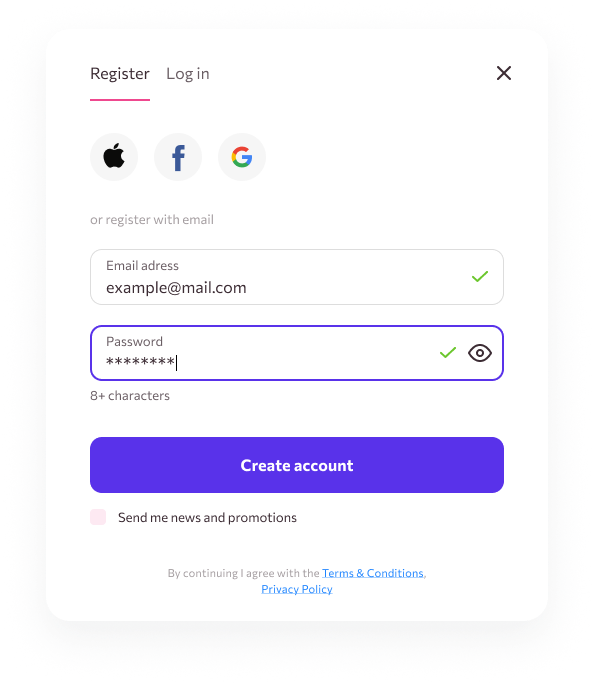 Register Log in
or register with email
Email adress
example@mail.com
Password
********
8+ characters
Create account
Send me news and promotions
By continuing I agree with the Terms & Conditions,
Privacy Policy